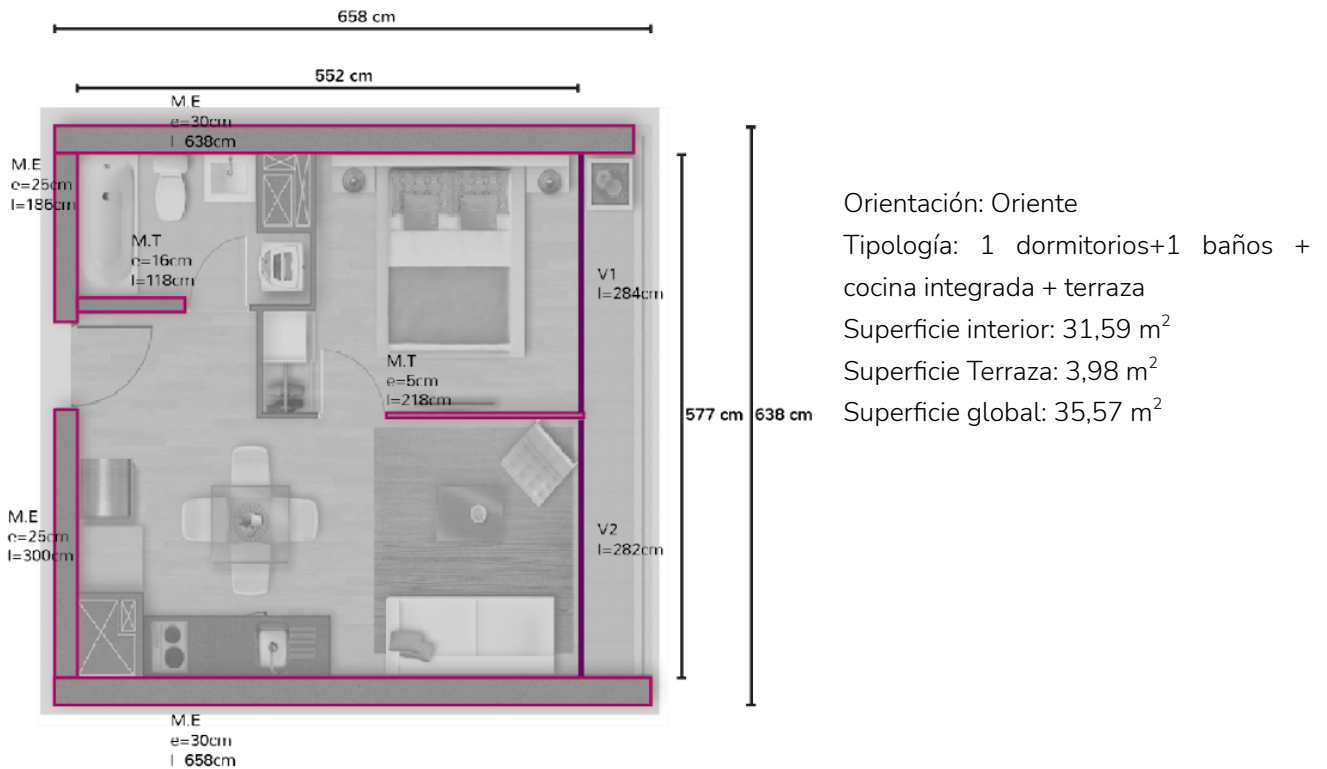 658 cm
552 cm
M.E
e=30cm
l 638cm
M.E
e=25cm
l=186cm
M.T
e=16cm
l=118cm
V1
l=284cm
M.T
e=5cm
l=218cm
577 cm
638 cm
M.E
e=25cm
l=300cm
V2
l=282cm
M.E
e=30cm
l 658cm
Orientación: Oriente
Tipología: 1 dormitorios+1 baños +
cocina integrada + terraza
Superficie interior: 31,59 m²
Superficie Terraza: 3,98 m²
Superficie global: 35,57 m²